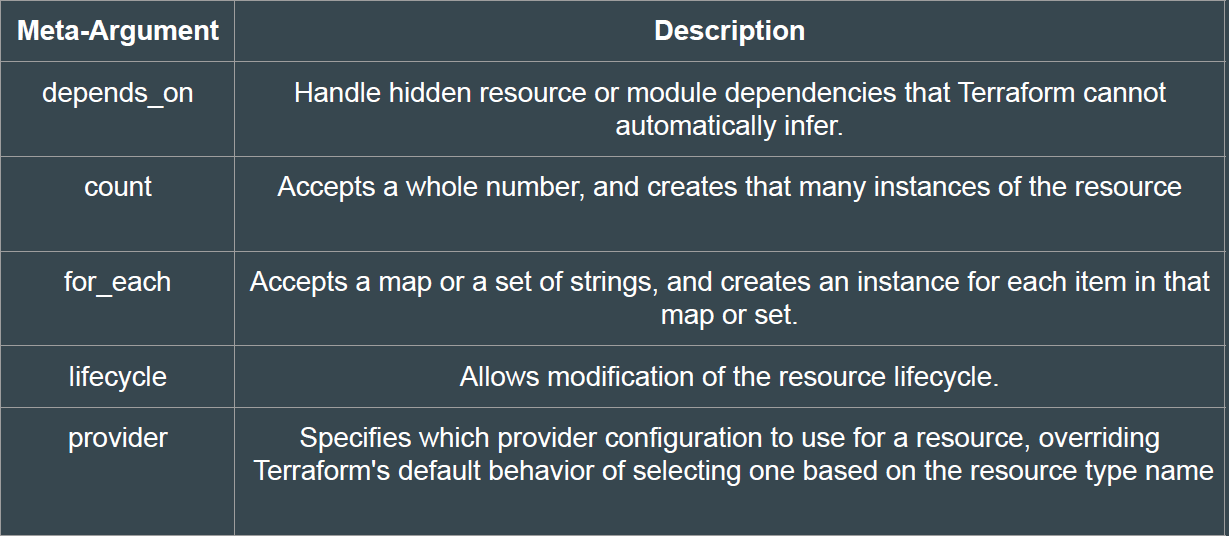 Meta-Argument Description
depends_on Handle hidden resource or module dependencies that Terraform cannot
automatically infer.
count Accepts a whole number, and creates that many instances of the resource
for_each Accepts a map or a set of strings, and creates an instance for each item in that
map or set.
lifecycle Allows modification of the resource lifecycle.
provider Specifies which provider configuration to use for a resource, overriding
Terraform's default behavior of selecting one based on the resource type name